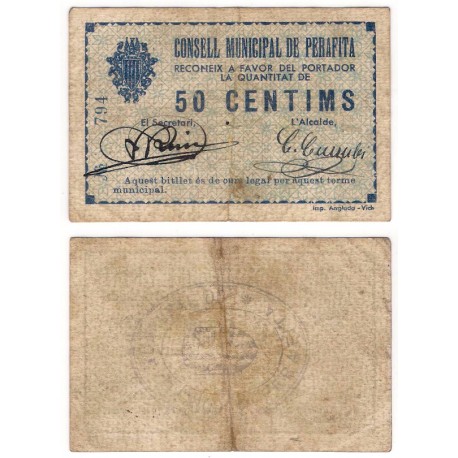 CONSELL MUNICIPAL DE PERAFITA
RECONEIX A FAVOR DEL PORTADOR
LA QUANTITAT DE
50 CENTIMS
El Secretari,
L'Alcalde,
794
Aquest bitllet és de curs legal per aquest terme
municipal.
Imp. Anglada - Vich